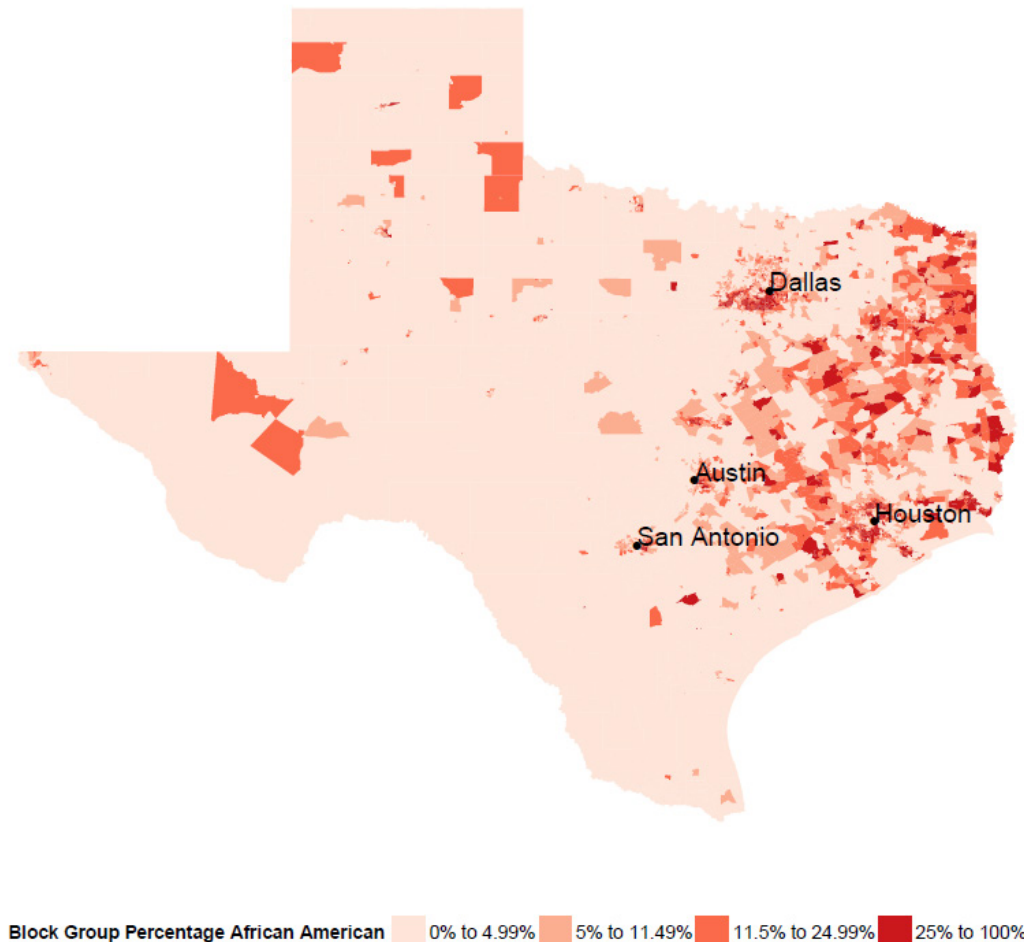 Dallas
Austin
Houston
San Antonio
Block Group Percentage African American 0% to 4.99% 5% to 11.49% 11.5% to 24.99% 25% to 100%